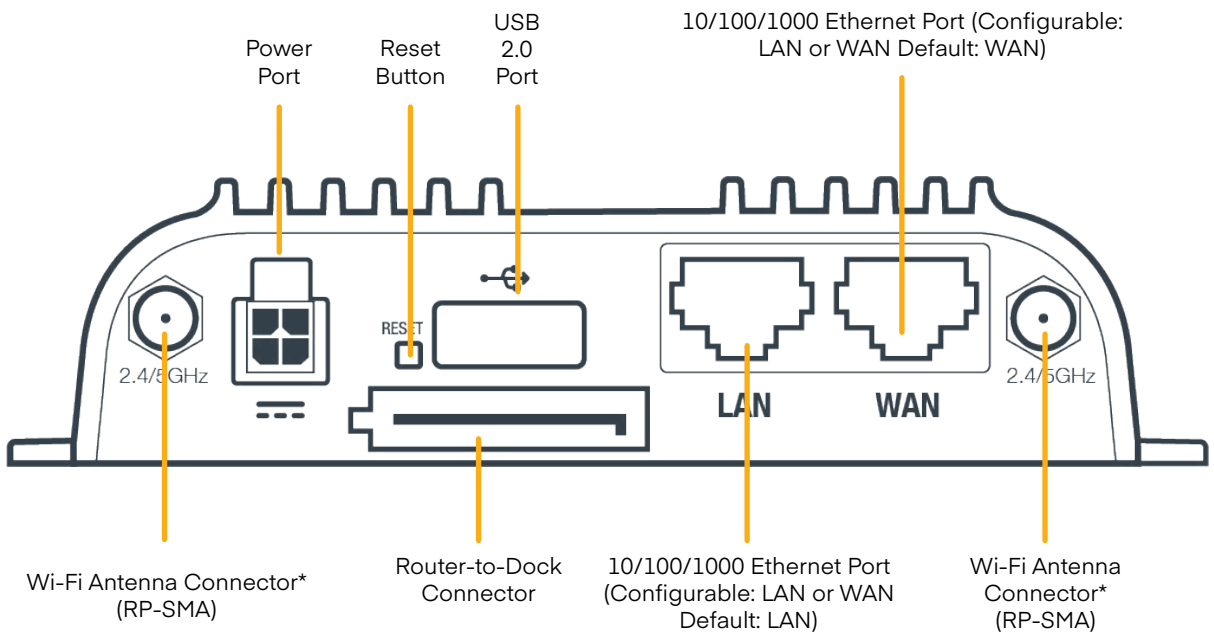 Power
Port
Reset
Button
USB
2.0
Port
10/100/1000 Ethernet Port (Configurable:
LAN or WAN Default: WAN)
RESET
2.4/5GHz
2.4/5GHz
LAN
WAN
Wi-Fi Antenna Connector*
(RP-SMA)
Router-to-Dock
Connector
10/100/1000 Ethernet Port
(Configurable: LAN or WAN
Default: LAN)
Wi-Fi Antenna
Connector*
(RP-SMA)